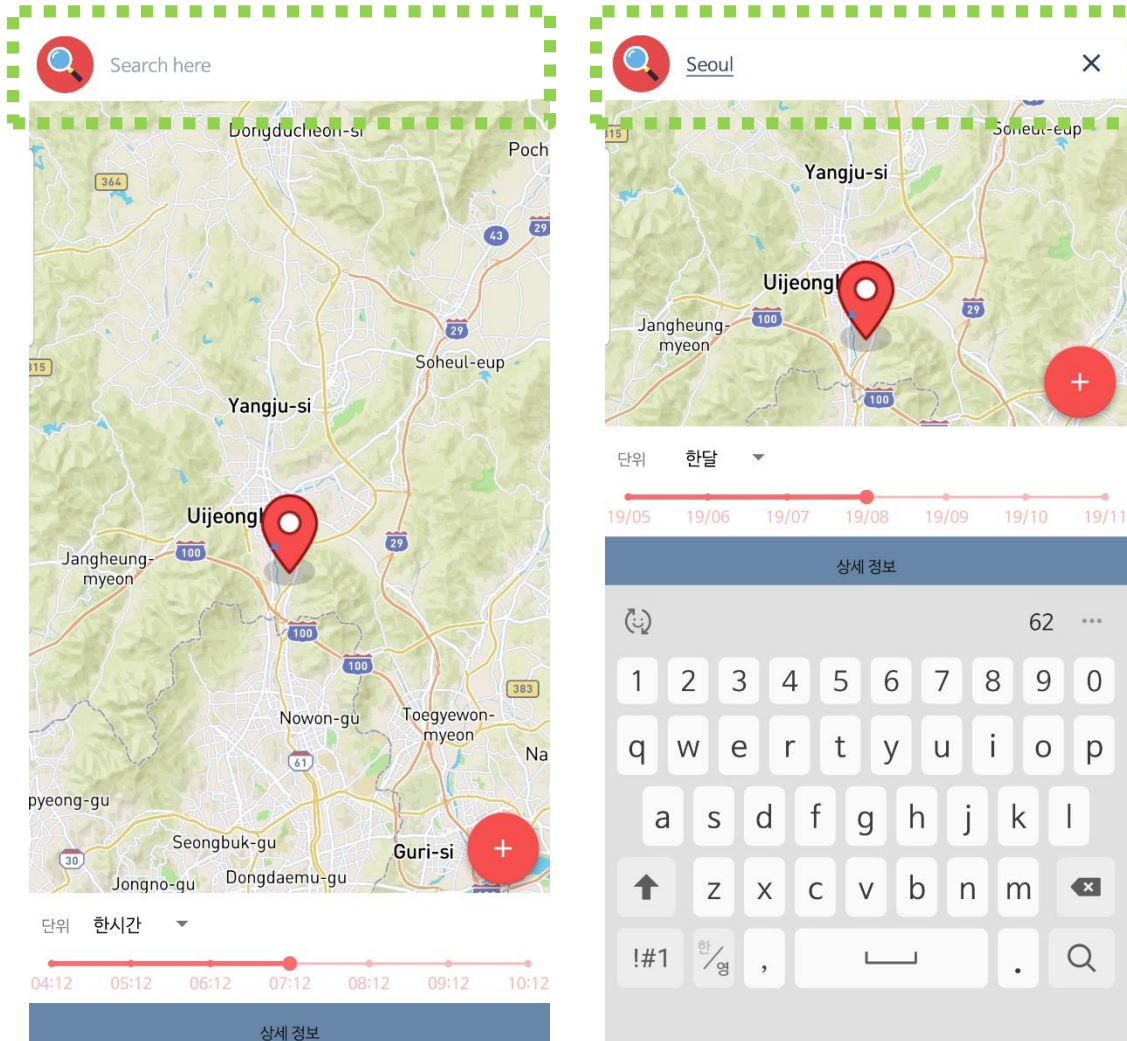 Search here
Dongducheon-si
Poch
364
43
29
29
Soheul-eup
315
Yangju-si
Uijeong
29
Jangheung-
myeon
100
100
100
383
Nowon-gu
Toegyewon-
myeon
61
Na
pyeong-gu
Seongbuk-gu
Guri-si
+
30
Jongno-gu
Dongdaemu-gu
단위 한시간
04:12 05:12 06:12 07:12 08:12 09:12 10:12
상세 정보
Seoul
315
Soheul-eup
Yangju-si
Uijeong
Jangheung-
myeon
100
29
100
+
단위 한달
19/05 19/06 19/07 19/08 19/09 19/10 19/11
상세 정보
62
1 2 3 4 5 6 7 8 9 0
q w e r t y u i o p
a s d f g h j k l
z x c v b n m
!#1 한/영 , .